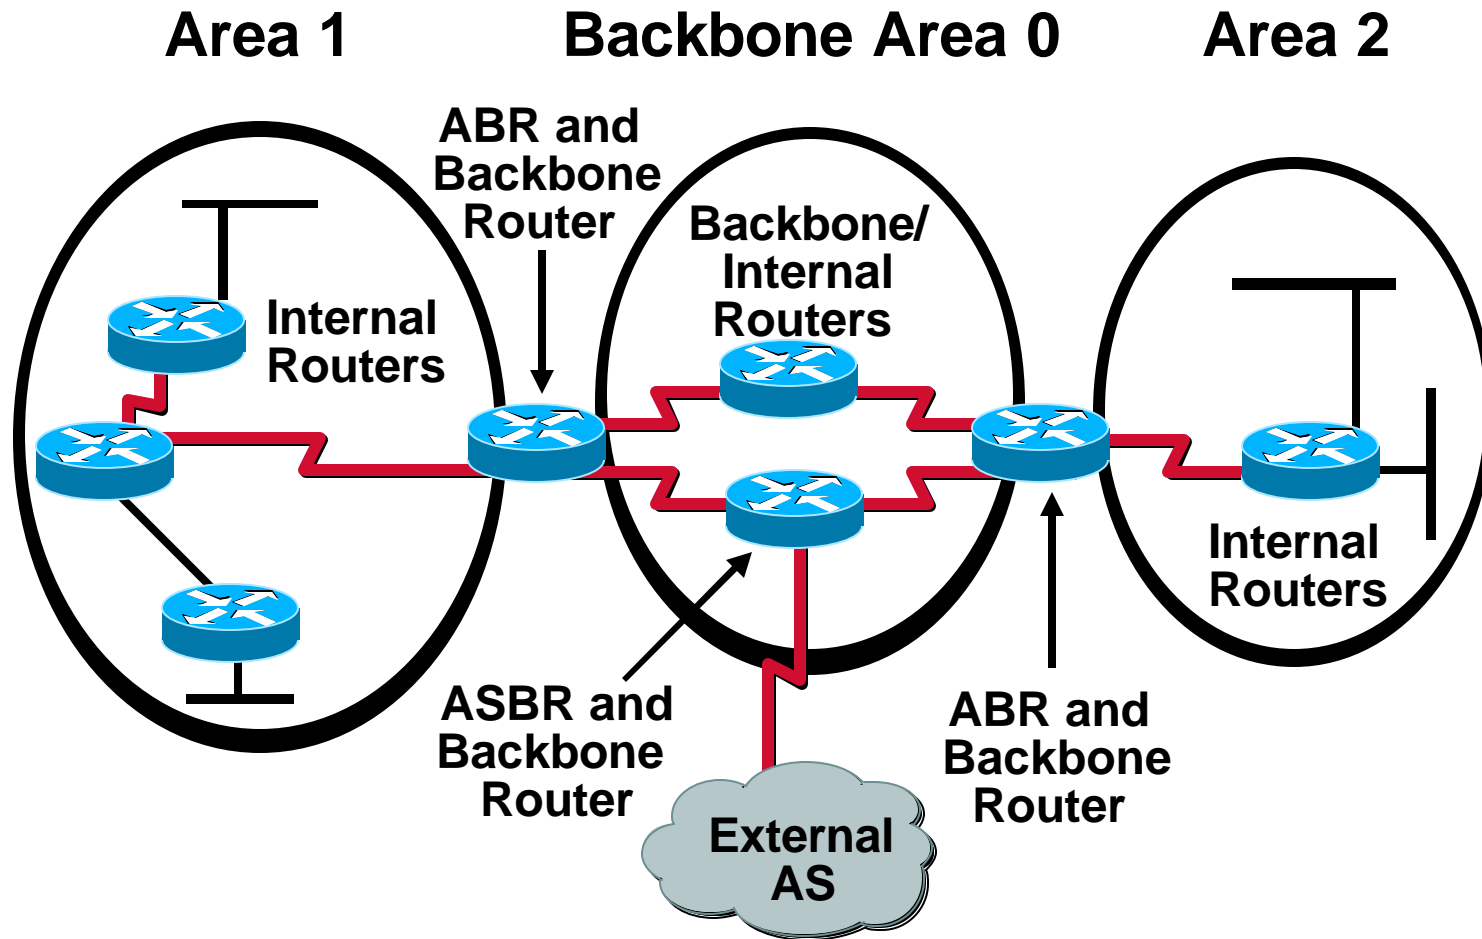 Area 1
Backbone Area 0
Area 2
ABR and
Backbone
Router
Backbone/
Internal
Routers
Internal
Routers
Internal
Routers
ASBR and
Backbone
Router
ABR and
Backbone
Router
External
AS